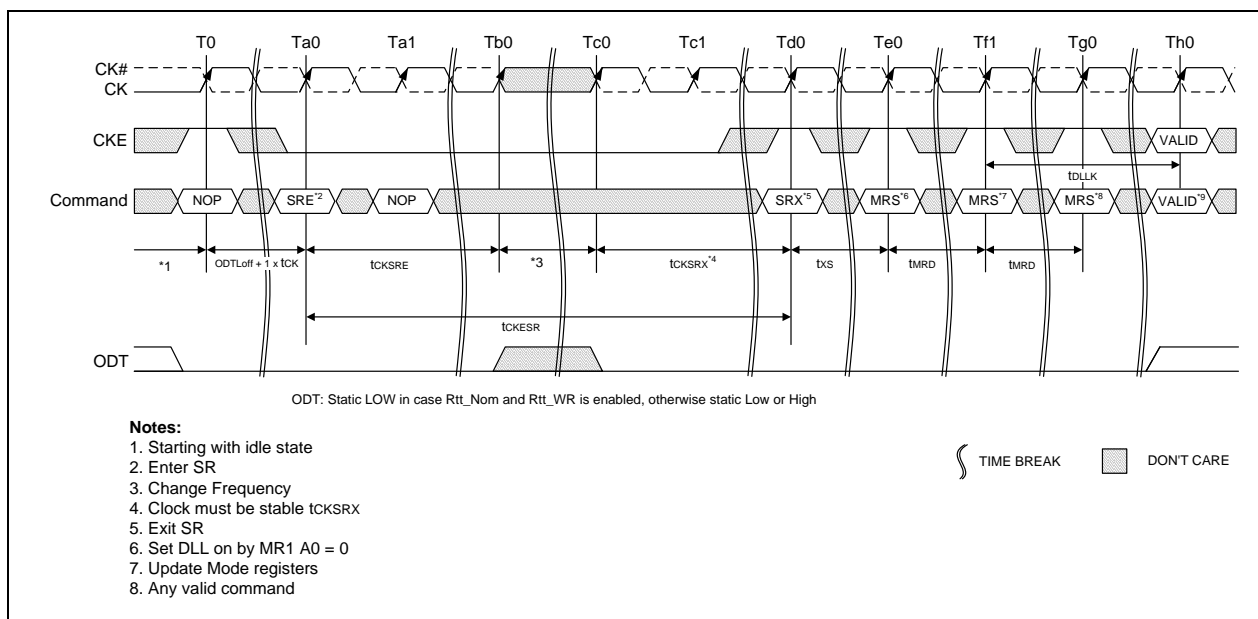 T0 Ta0 Ta1 Tb0 Tc0 Tc1 Td0 Te0 Tf1 Tg0 Th0
CK#
CK
CKE
VALID
tDLLK
Command
NOP SRE*2 NOP SRX*5 MRS*6 MRS*7 MRS*8 VALID*9
*1 ODTLoff + 1 x tCK tCKSRE *3 tCKSRX*4 tXS tMRD tMRD
tCKESR
ODT
ODT: Static LOW in case Rtt_Nom and Rtt_WR is enabled, otherwise static Low or High
Notes:
1. Starting with idle state
2. Enter SR
3. Change Frequency
4. Clock must be stable tCKSRX
5. Exit SR
6. Set DLL on by MR1 A0 = 0
7. Update Mode registers
8. Any valid command
TIME BREAK DON'T CARE